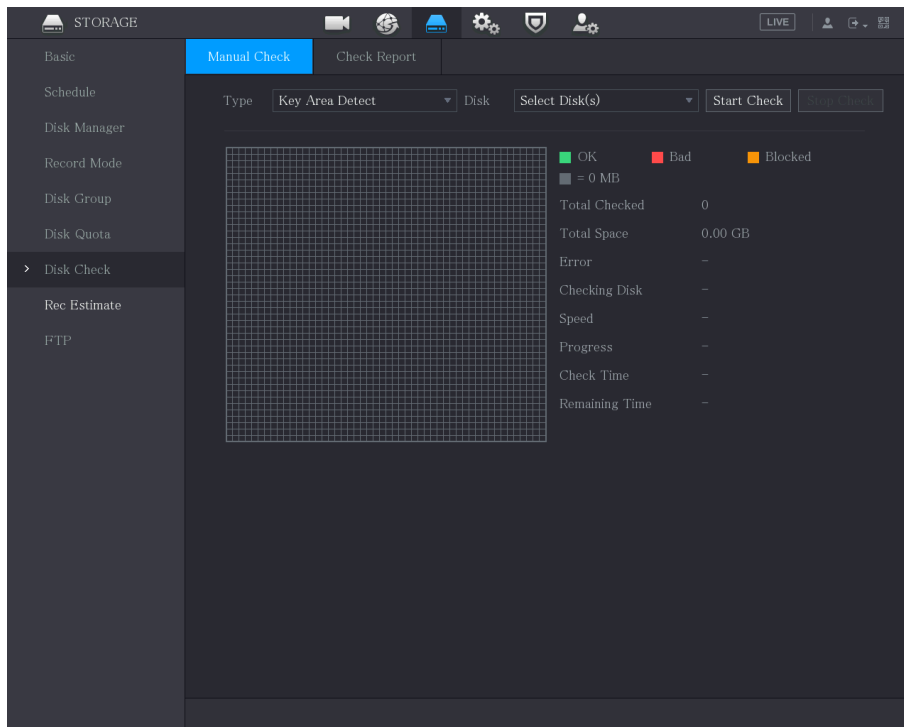 STORAGE
LIVE
Basic
Schedule
Disk Manager
Record Mode
Disk Group
Disk Quota
Disk Check
Rec Estimate
FTP
Manual Check Check Report
Type Key Area Detect Disk Select Disk(s) Start Check Stop Check
OK Bad Blocked
= 0 MB
Total Checked 0
Total Space 0.00 GB
Error -
Checking Disk -
Speed -
Progress -
Check Time -
Remaining Time -